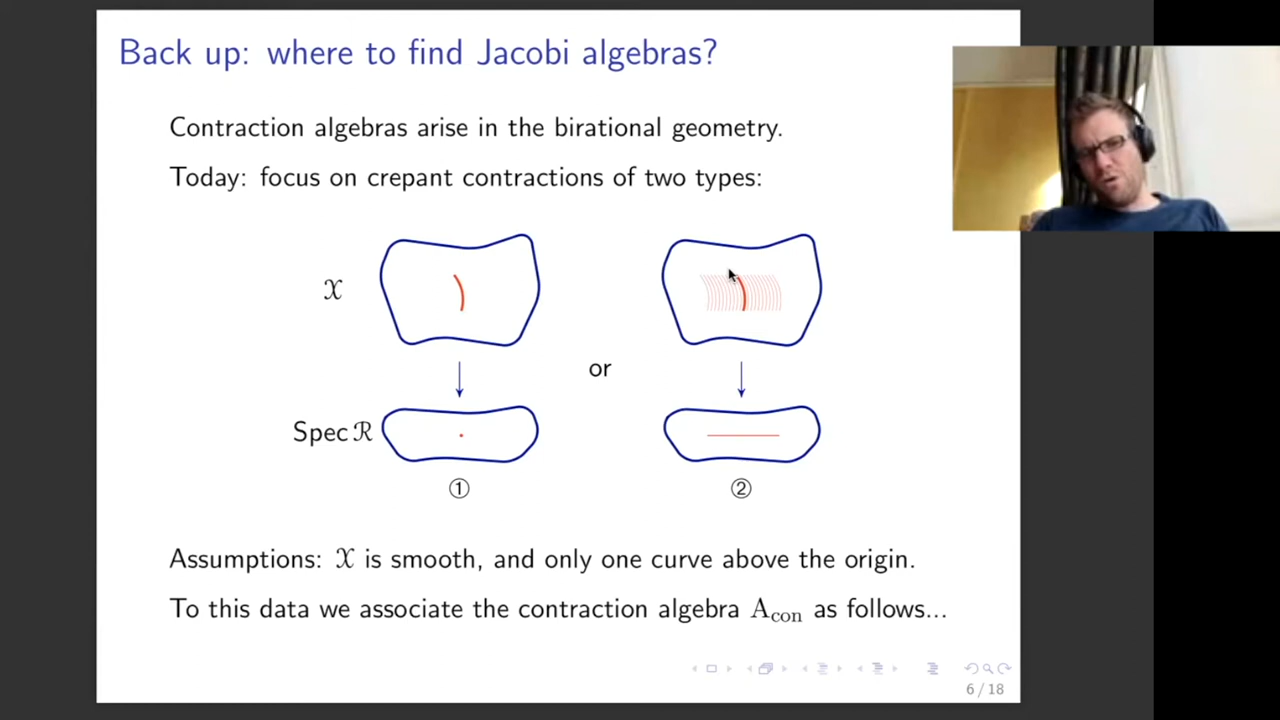 Back up: where to find Jacobi algebras?
Contraction algebras arise in the birational geometry.
Today: focus on crepant contractions of two types:
𝒳
or
Spec ℛ
① ②
Assumptions: 𝒳 is smooth, and only one curve above the origin.
To this data we associate the contraction algebra A_con as follows...
6 / 18